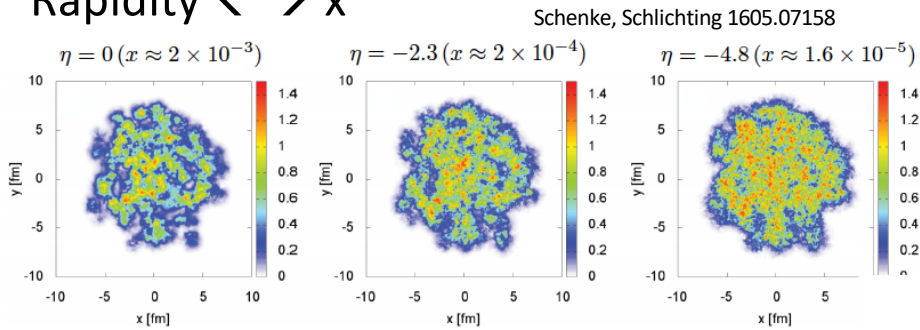 Rapidity <--> x
Schenke, Schlichting 1605.07158
η = 0 (x ≈ 2 × 10⁻³)
η = −2.3 (x ≈ 2 × 10⁻⁴)
η = −4.8 (x ≈ 1.6 × 10⁻⁵)
10
5
0
-5
-10
y [fm]
-10 -5 0 5 10
x [fm]
1.4
1.2
1
0.8
0.6
0.4
0.2
0
10
5
0
-5
-10
y [fm]
-10 -5 0 5 10
x [fm]
1.4
1.2
1
0.8
0.6
0.4
0.2
0
10
5
0
-5
-10
y [fm]
-10 -5 0 5
x [fm]
1.4
1.2
1
0.8
0.6
0.4
0.2